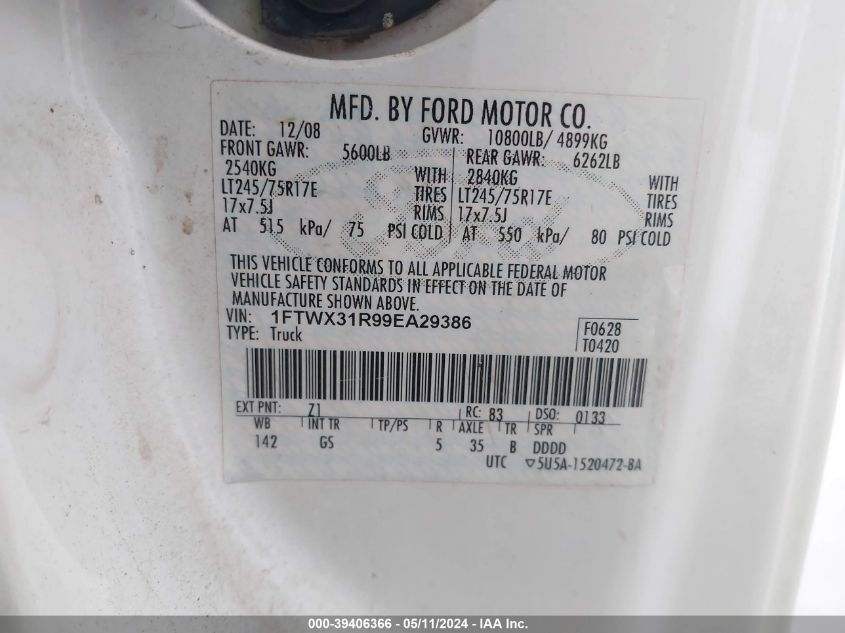 MFD. BY FORD MOTOR CO.
DATE: 12/08 GVWR: 10800LB/ 4899KG
FRONT GAWR: 5600LB REAR GAWR: 6262LB
2540KG WITH 2840KG WITH
LT245/75R17E TIRES LT245/75R17E TIRES
17x7.5J RIMS 17x7.5J RIMS
AT 515 kPa/ 75 PSI COLD AT 550 kPa/ 80 PSI COLD
THIS VEHICLE CONFORMS TO ALL APPLICABLE FEDERAL MOTOR
VEHICLE SAFETY STANDARDS IN EFFECT ON THE DATE OF
MANUFACTURE SHOWN ABOVE.
VIN: 1FTWX31R99EA29386
TYPE: Truck
F0628
T0420
EXT PNT: Z1 RC: 83 DSO: 0133
WB INT TR TP/PS R AXLE TR SPR
142 GS 5 35 B DDDD
UTC ▽5U5A-1520472-BA
000-39406366 - 05/11/2024 - IAA Inc.